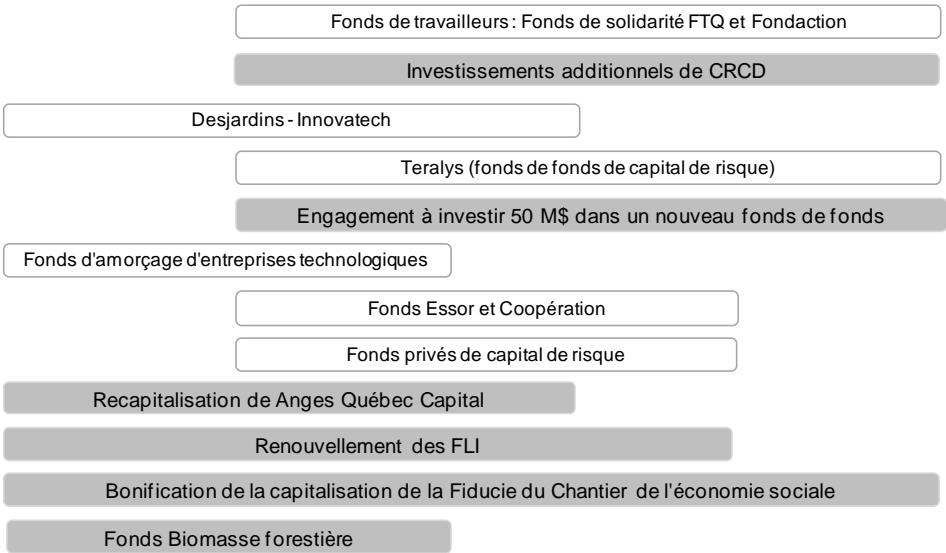 Fonds de travailleurs : Fonds de solidarité FTQ et Fondaction
Investissements additionnels de CRCD
Desjardins - Innovatech
Teralys (fonds de fonds de capital de risque)
Engagement à investir 50 M$ dans un nouveau fonds de fonds
Fonds d'amorçage d'entreprises technologiques
Fonds Essor et Coopération
Fonds privés de capital de risque
Recapitalisation de Anges Québec Capital
Renouvellement des FLI
Bonification de la capitalisation de la Fiducie du Chantier de l'économie sociale
Fonds Biomasse forestière